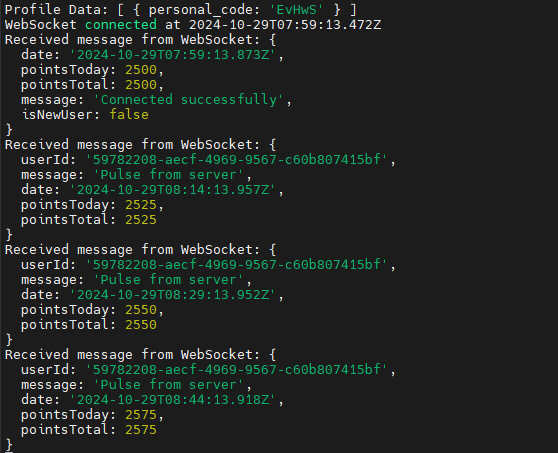 Profile Data: [ { personal_code: 'EvHwS' } ]
WebSocket connected at 2024-10-29T07:59:13.472Z
Received message from WebSocket: {
  date: '2024-10-29T07:59:13.873Z',
  pointsToday: 2500,
  pointsTotal: 2500,
  message: 'Connected successfully',
  isNewUser: false
}
Received message from WebSocket: {
  userId: '59782208-aecf-4969-9567-c60b807415bf',
  message: 'Pulse from server',
  date: '2024-10-29T08:14:13.957Z',
  pointsToday: 2525,
  pointsTotal: 2525
}
Received message from WebSocket: {
  userId: '59782208-aecf-4969-9567-c60b807415bf',
  message: 'Pulse from server',
  date: '2024-10-29T08:29:13.952Z',
  pointsToday: 2550,
  pointsTotal: 2550
}
Received message from WebSocket: {
  userId: '59782208-aecf-4969-9567-c60b807415bf',
  message: 'Pulse from server',
  date: '2024-10-29T08:44:13.918Z',
  pointsToday: 2575,
  pointsTotal: 2575
}